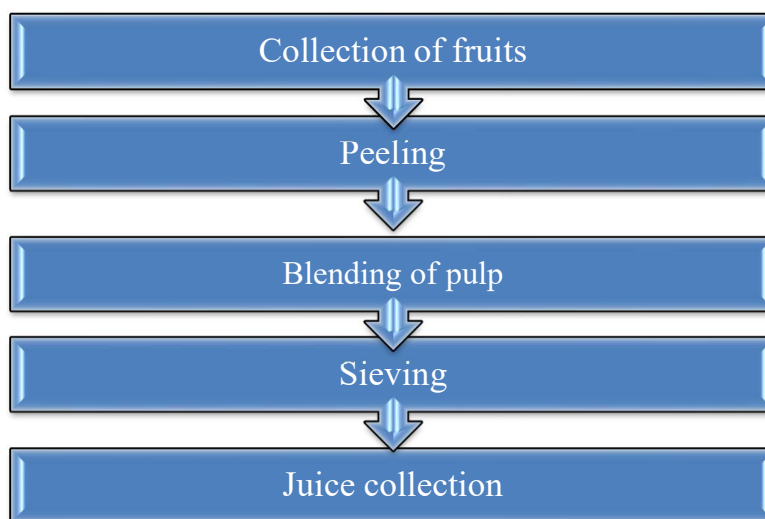 Collection of fruits
Peeling
Blending of pulp
Sieving
Juice collection